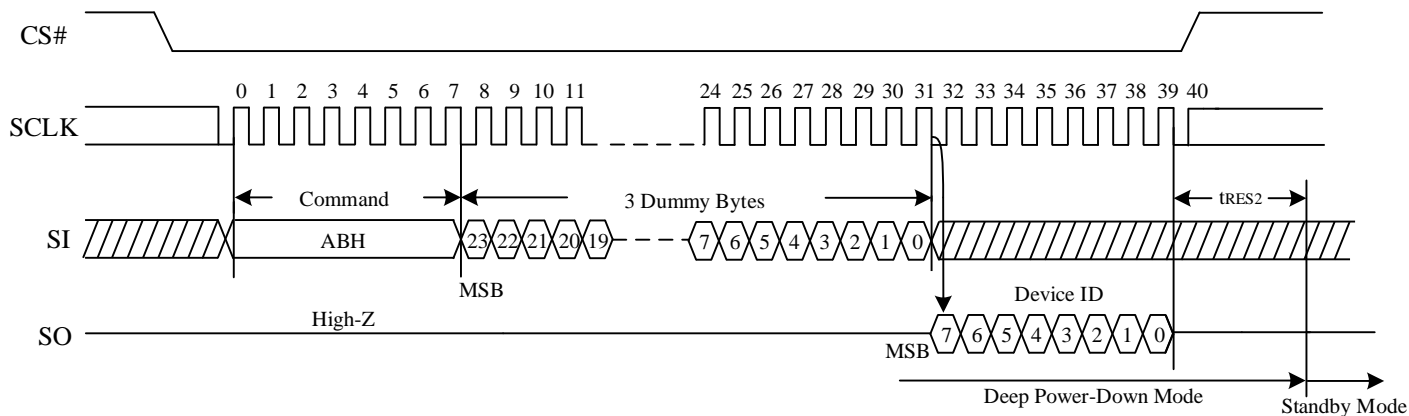 CS#
0 1 2 3 4 5 6 7 8 9 10 11 24 25 26 27 28 29 30 31 32 33 34 35 36 37 38 39 40
SCLK
Command 3 Dummy Bytes tRES2
SI ABH 23 22 21 20 19 7 6 5 4 3 2 1 0
MSB Device ID
High-Z
SO 7 6 5 4 3 2 1 0
MSB
Deep Power-Down Mode Standby Mode